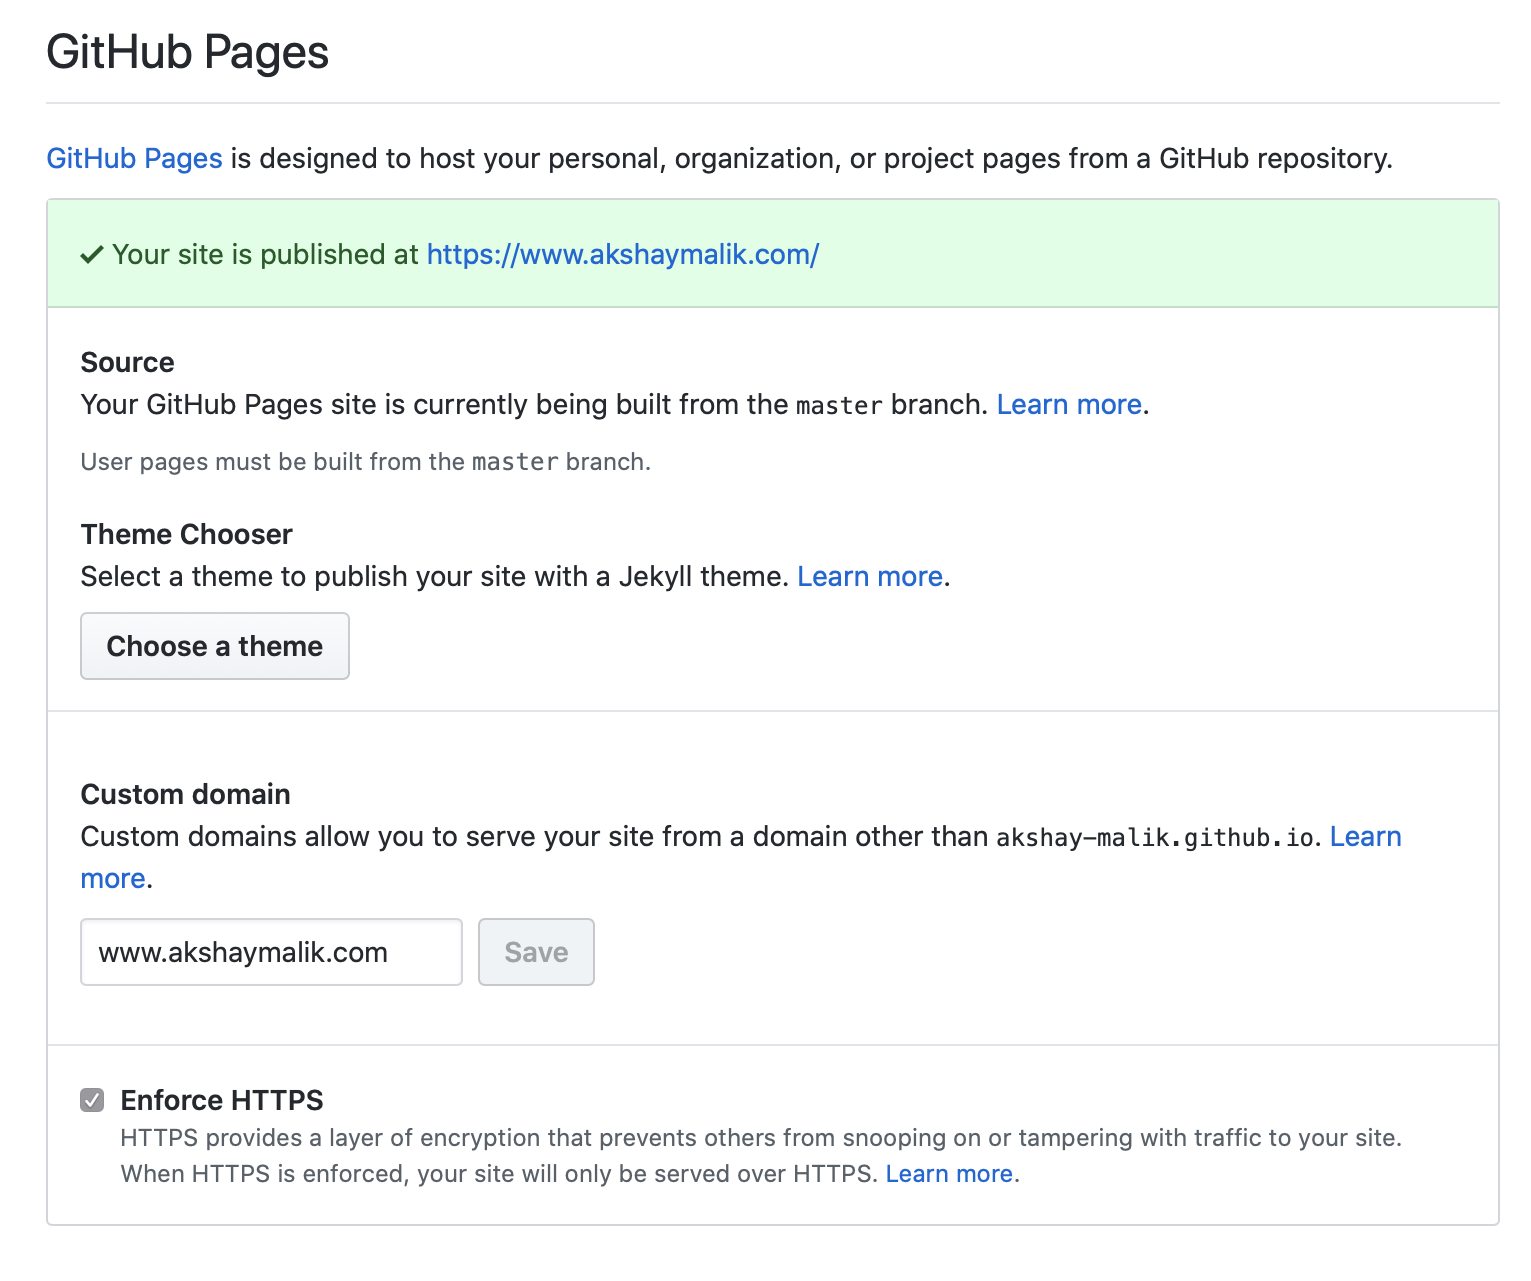 GitHub Pages
GitHub Pages is designed to host your personal, organization, or project pages from a GitHub repository.
Your site is published at https://www.akshaymalik.com/
Source
Your GitHub Pages site is currently being built from the master branch. Learn more.
User pages must be built from the master branch.
Theme Chooser
Select a theme to publish your site with a Jekyll theme. Learn more.
Choose a theme
Custom domain
Custom domains allow you to serve your site from a domain other than akshay-malik.github.io. Learn
more.
www.akshaymalik.com Save
Enforce HTTPS
HTTPS provides a layer of encryption that prevents others from snooping on or tampering with traffic to your site.
When HTTPS is enforced, your site will only be served over HTTPS. Learn more.